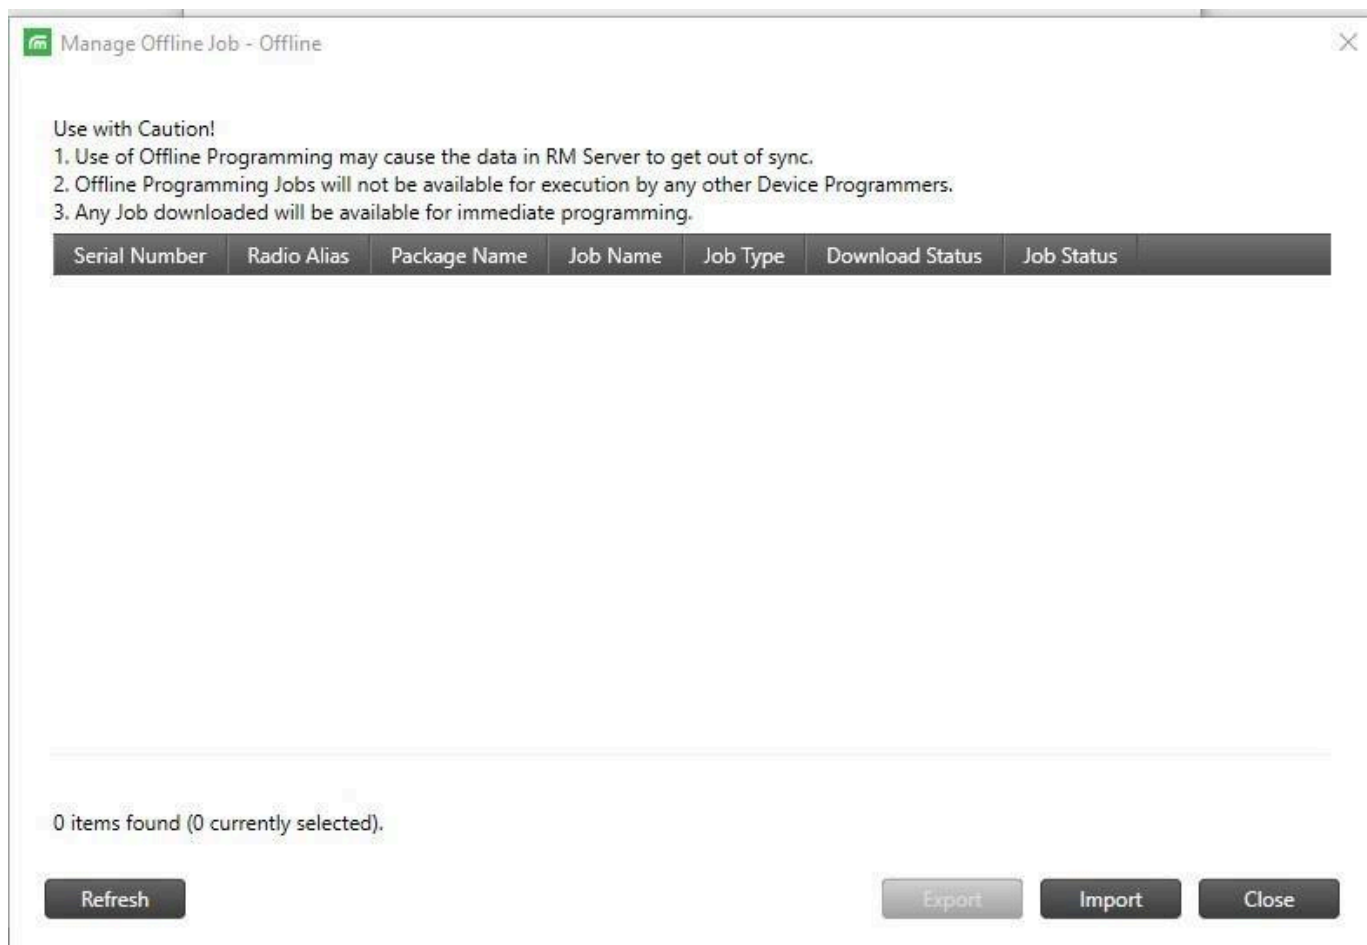 Manage Offline Job - Offline
Use with Caution!
1. Use of Offline Programming may cause the data in RM Server to get out of sync.
2. Offline Programming Jobs will not be available for execution by any other Device Programmers.
3. Any Job downloaded will be available for immediate programming.
Serial Number Radio Alias Package Name Job Name Job Type Download Status Job Status
0 items found (0 currently selected).
Refresh Export Import Close